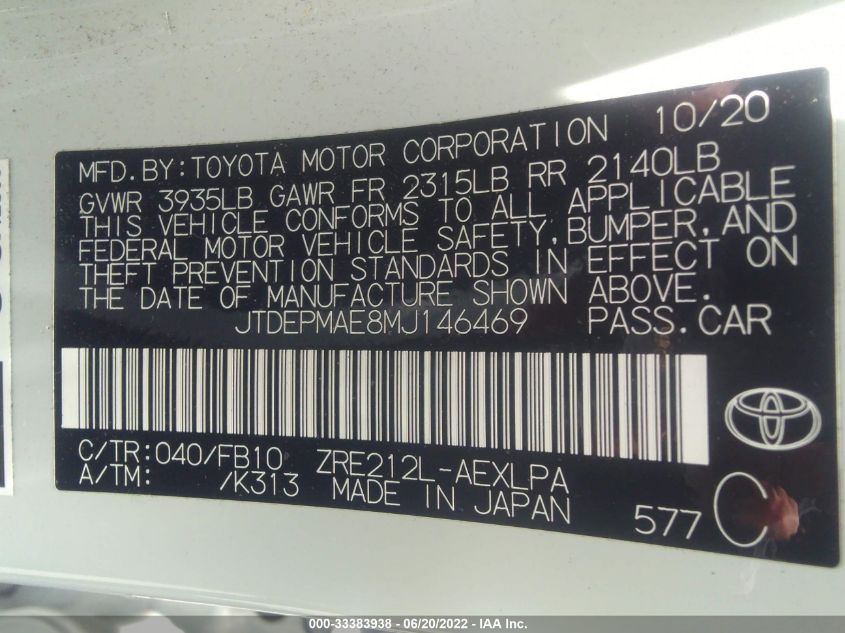 MFD. BY: TOYOTA MOTOR CORPORATION 10/20
GVWR 3935LB GAWR FR 2315LB RR 2140LB
THIS VEHICLE CONFORMS TO ALL APPLICABLE
FEDERAL MOTOR VEHICLE SAFETY, BUMPER, AND
THEFT PREVENTION STANDARDS IN EFFECT ON
THE DATE OF MANUFACTURE SHOWN ABOVE.
JTDEPMAE8MJ146469 PASS.CAR
C/TR: 040/FB10 ZRE212L-AEXLPA
A/TM: /K313 MADE IN JAPAN
577 C
000 - 33383938 - 06/20/2022 - IAA Inc.